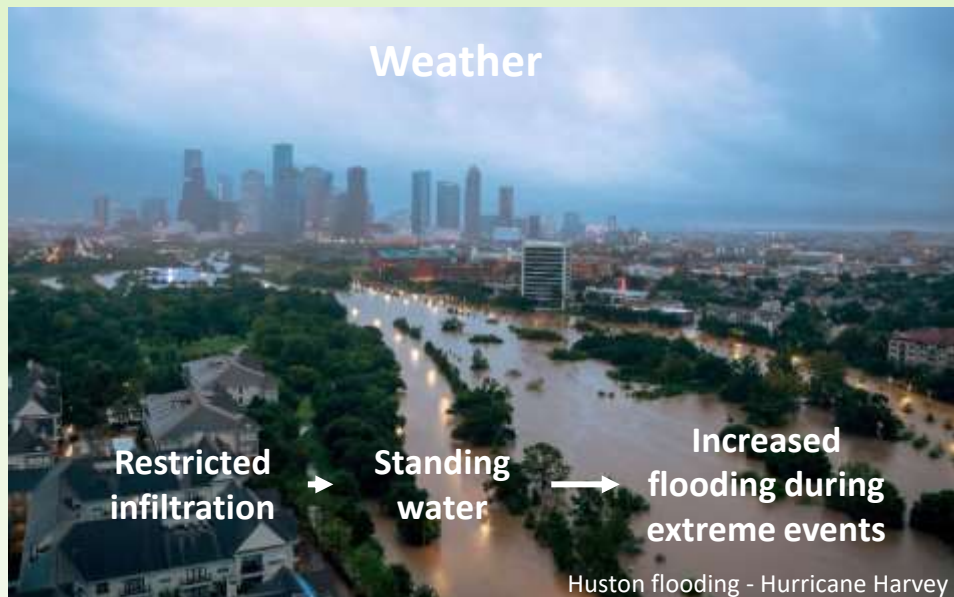 Weather
Restricted
infiltration
Standing
water
Increased
flooding during
extreme events
Huston flooding - Hurricane Harvey